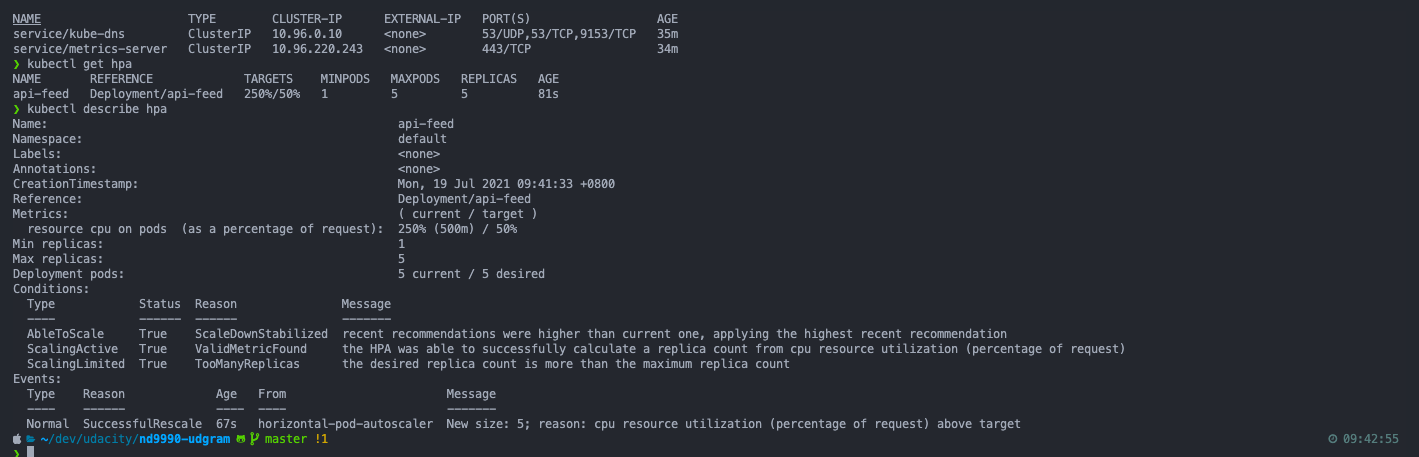 NAME                         TYPE        CLUSTER-IP      EXTERNAL-IP   PORT(S)                  AGE
service/kube-dns         ClusterIP   10.96.0.10      <none>        53/UDP,53/TCP,9153/TCP   35m
service/metrics-server   ClusterIP   10.96.220.243   <none>        443/TCP                  34m
❯ kubectl get hpa
NAME       REFERENCE             TARGETS    MINPODS   MAXPODS   REPLICAS   AGE
api-feed   Deployment/api-feed   250%/50%   1         5         5          81s
❯ kubectl describe hpa
Name:                                                  api-feed
Namespace:                                             default
Labels:                                                <none>
Annotations:                                           <none>
CreationTimestamp:                                     Mon, 19 Jul 2021 09:41:33 +0800
Reference:                                             Deployment/api-feed
Metrics:                                               ( current / target )
  resource cpu on pods  (as a percentage of request):  250% (500m) / 50%
Min replicas:                                          1
Max replicas:                                          5
Deployment pods:                                       5 current / 5 desired
Conditions:
  Type            Status  Reason               Message
  ----            ------  ------               -------
  AbleToScale     True    ScaleDownStabilized  recent recommendations were higher than current one, applying the highest recent recommendation
  ScalingActive   True    ValidMetricFound     the HPA was able to successfully calculate a replica count from cpu resource utilization (percentage of request)
  ScalingLimited  True    TooManyReplicas      the desired replica count is more than the maximum replica count
Events:
  Type    Reason             Age   From                       Message
  ----    ------             ----  ----                       -------
  Normal  SuccessfulRescale  67s   horizontal-pod-autoscaler  New size: 5; reason: cpu resource utilization (percentage of request) above target
~/dev/udacity/nd9990-udgram master !1 09:42:55
❯